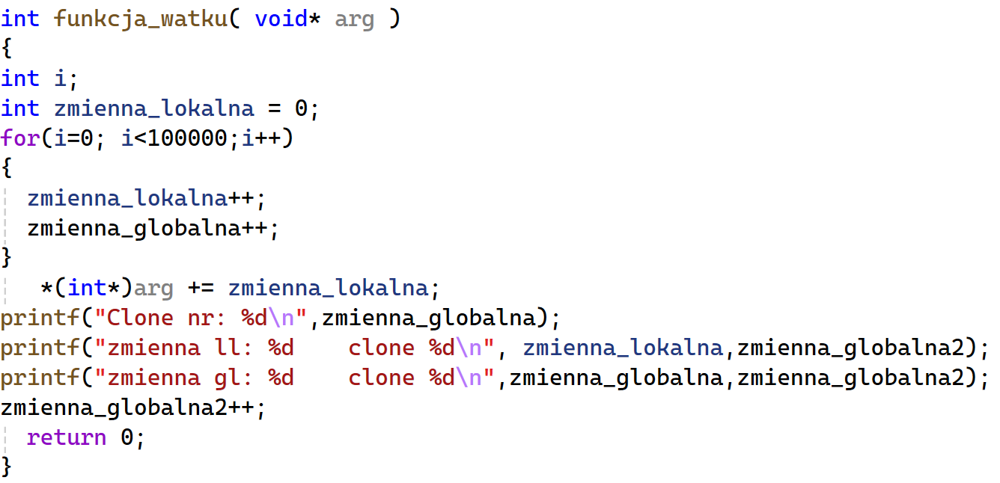 int funkcja_watku( void* arg )
{
int i;
int zmienna_lokalna = 0;
for(i=0; i<100000;i++)
{
  zmienna_lokalna++;
  zmienna_globalna++;
}
   *(int*)arg += zmienna_lokalna;
printf("Clone nr: %d\n",zmienna_globalna);
printf("zmienna ll: %d    clone %d\n", zmienna_lokalna,zmienna_globalna2);
printf("zmienna gl: %d    clone %d\n",zmienna_globalna,zmienna_globalna2);
zmienna_globalna2++;
  return 0;
}